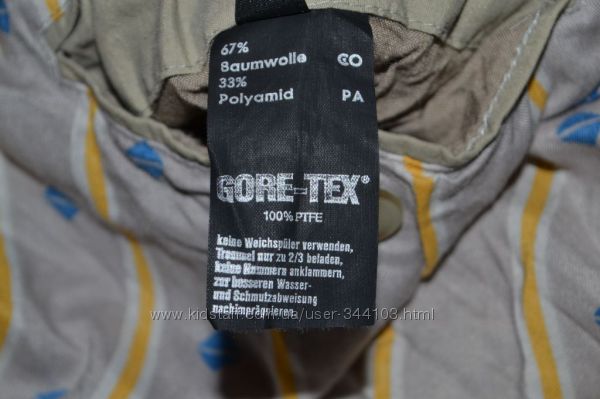 67%
Baumwolle CO
33%
Polyamid PA
GORE-TEX®
100% PTFE
keine Weichspüler verwenden,
Trommel nur zu 2/3 beladen,
keine Nummern anklammern,
zur besseren Wasser-
und Schmutzabweisung
nachimprägnieren.
www.kidstaff.com.ua/user-344103.html